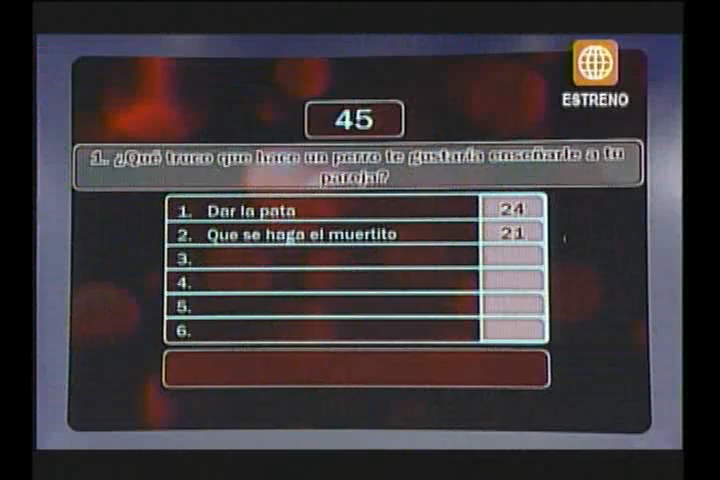 ESTRENO
45
1. ¿Qué truco que hace un perro te gustaría enseñarle a tu
pareja?
1. Dar la pata 24
2. Que se haga el muertito 21
3.
4.
5.
6.